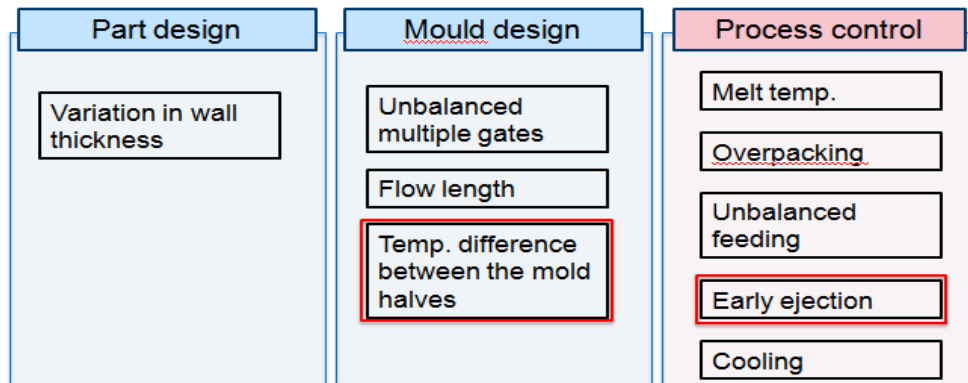 Part design
Variation in wall
thickness
Mould design
Unbalanced
multiple gates
Flow length
Temp. difference
between the mold
halves
Process control
Melt temp.
Overpacking
Unbalanced
feeding
Early ejection
Cooling